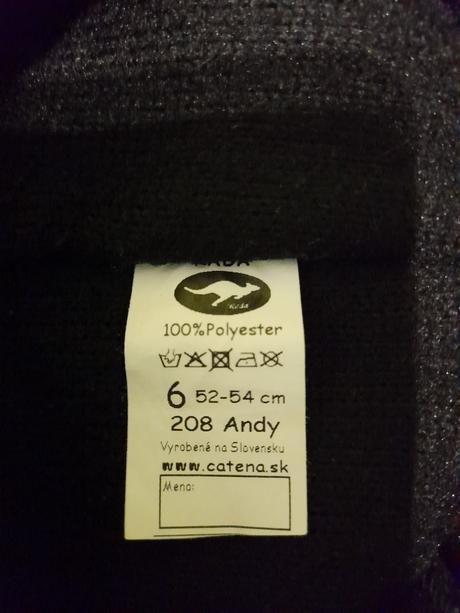 100%Polyester
6 52-54 cm
208 Andy
Vyrobené na Slovensku
www.catena.sk
Meno: